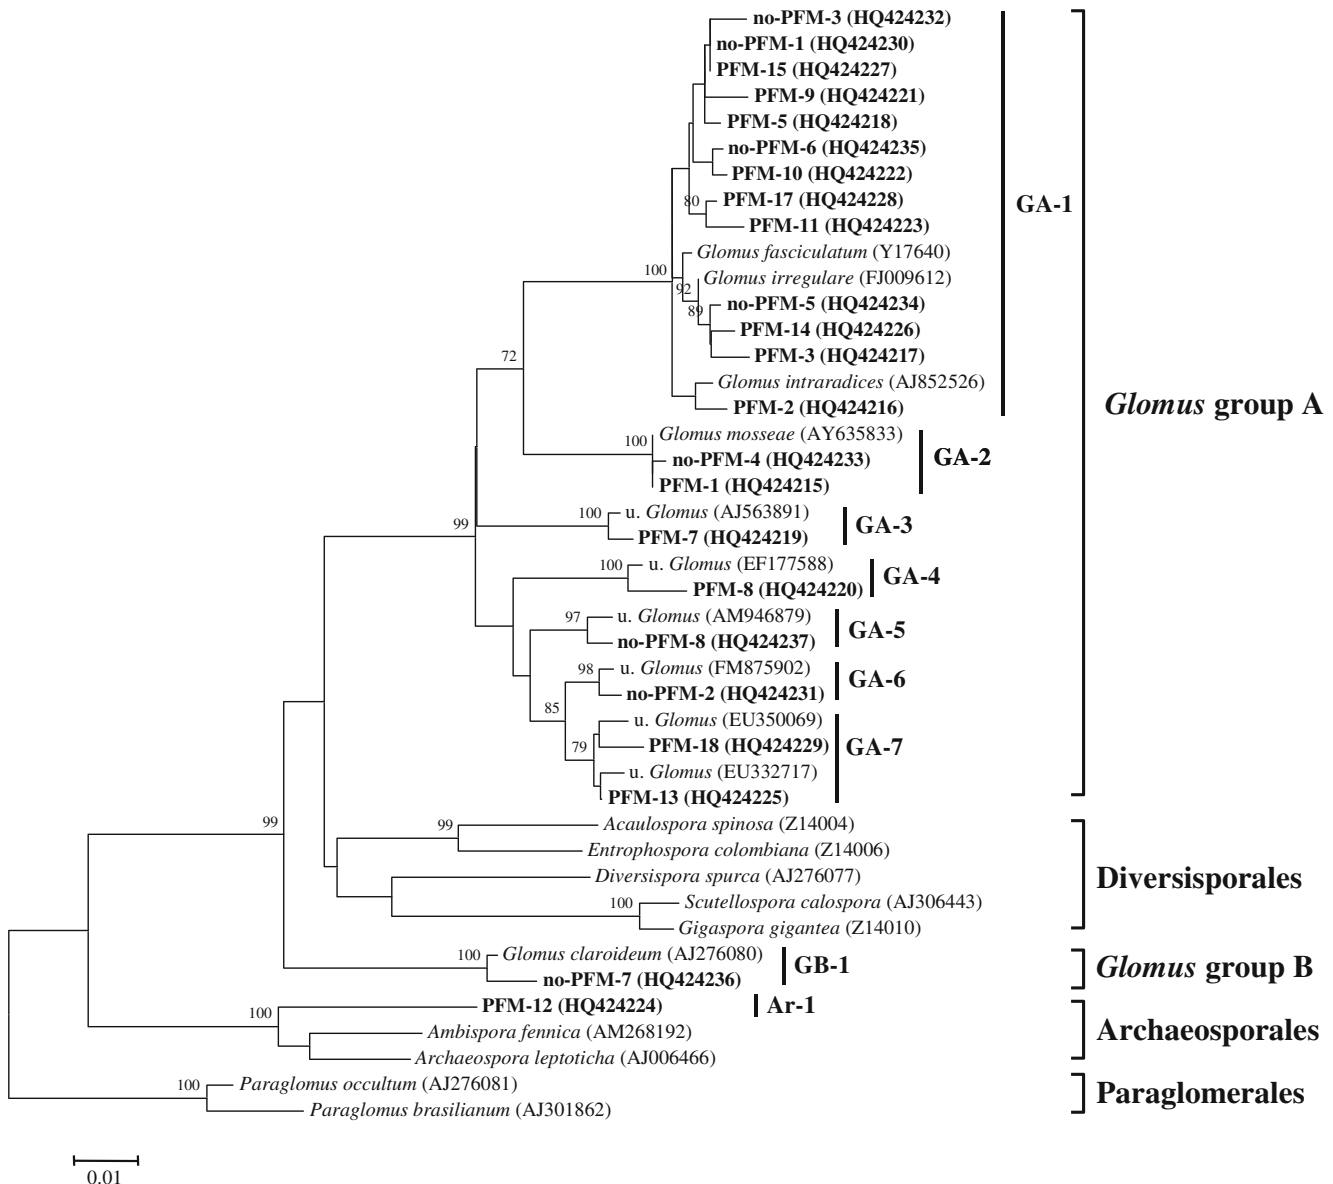 no-PFM-3 (HQ424232)
no-PFM-1 (HQ424230)
PFM-15 (HQ424227)
PFM-9 (HQ424221)
PFM-5 (HQ424218)
no-PFM-6 (HQ424235)
PFM-10 (HQ424222)
80
PFM-17 (HQ424228)
GA-1
PFM-11 (HQ424223)
Glomus fasciculatum (Y17640)
100
Glomus irregulare (FJ009612)
92
no-PFM-5 (HQ424234)
89
PFM-14 (HQ424226)
72
PFM-3 (HQ424217)
Glomus intraradices (AJ852526)
PFM-2 (HQ424216)
Glomus group A
100
Glomus mosseae (AY635833)
no-PFM-4 (HQ424233)
GA-2
PFM-1 (HQ424215)
99
100
u. Glomus (AJ563891)
GA-3
PFM-7 (HQ424219)
100
u. Glomus (EF177588)
GA-4
PFM-8 (HQ424220)
97
u. Glomus (AM946879)
GA-5
no-PFM-8 (HQ424237)
98
u. Glomus (FM875902)
GA-6
no-PFM-2 (HQ424231)
85
u. Glomus (EU350069)
79
PFM-18 (HQ424229)
GA-7
u. Glomus (EU332717)
PFM-13 (HQ424225)
99
99
Acaulospora spinosa (Z14004)
Entrophospora colombiana (Z14006)
Diversispora spurca (AJ276077)
Diversisporales
100
Scutellospora calospora (AJ306443)
Gigaspora gigantea (Z14010)
100
Glomus claroideum (AJ276080)
GB-1
Glomus group B
no-PFM-7 (HQ424236)
100
PFM-12 (HQ424224)
Ar-1
Ambispora fennica (AM268192)
Archaeosporales
Archaeospora leptoticha (AJ006466)
100
Paraglomus occultum (AJ276081)
Paraglomerales
Paraglomus brasilianum (AJ301862)
0.01